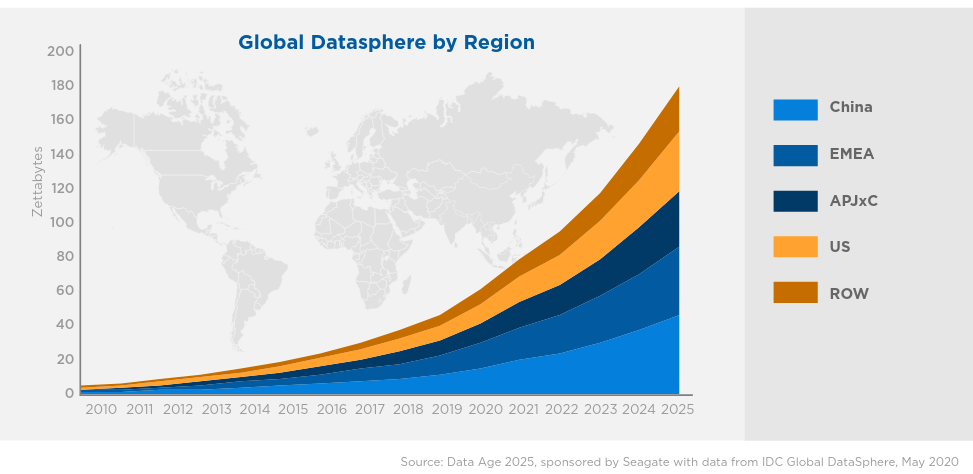 Global Datasphere by Region
Zettabytes
200
180
160
140
120
100
80
60
40
20
0
2010 2011 2012 2013 2014 2015 2016 2017 2018 2019 2020 2021 2022 2023 2024 2025
China
EMEA
APJxC
US
ROW
Source: Data Age 2025, sponsored by Seagate with data from IDC Global DataSphere, May 2020